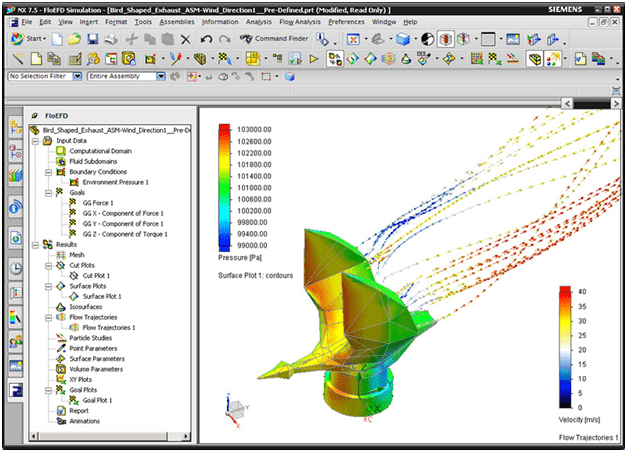 NX 7.5 - FloEFD Simulation - [Bird_Shaped_Exhaust_ASM-Wind_Direction1__Pre-Defined.prt (Modified, Read Only) ]
SIEMENS
File Edit View Insert Format Tools Assemblies Information Analysis Flow Analysis Preferences Window Help
Start
Command Finder
No Selection Filter
Entire Assembly
FloEFD
Bird_Shaped_Exhaust_ASM-Wind_Direction1__Pre-De
Input Data
Computational Domain
Fluid Subdomains
Boundary Conditions
Environment Pressure 1
Goals
GG Force 1
GG X - Component of Force 1
GG Y - Component of Force 1
GG Z - Component of Torque 1
Results
Mesh
Cut Plots
Cut Plot 1
Surface Plots
Surface Plot 1
Isosurfaces
Flow Trajectories
Flow Trajectories 1
Particle Studies
Point Parameters
Surface Parameters
Volume Parameters
XY Plots
Goal Plots
Goal Plot 1
Report
Animations
103000.00
102600.00
102200.00
101800.00
101400.00
101000.00
100600.00
100200.00
99800.00
99400.00
99000.00
Pressure [Pa]
Surface Plot 1: contours
40
35
30
25
20
15
10
5
0
Velocity [m/s]
Flow Trajectories 1
Z
Y
X
XC